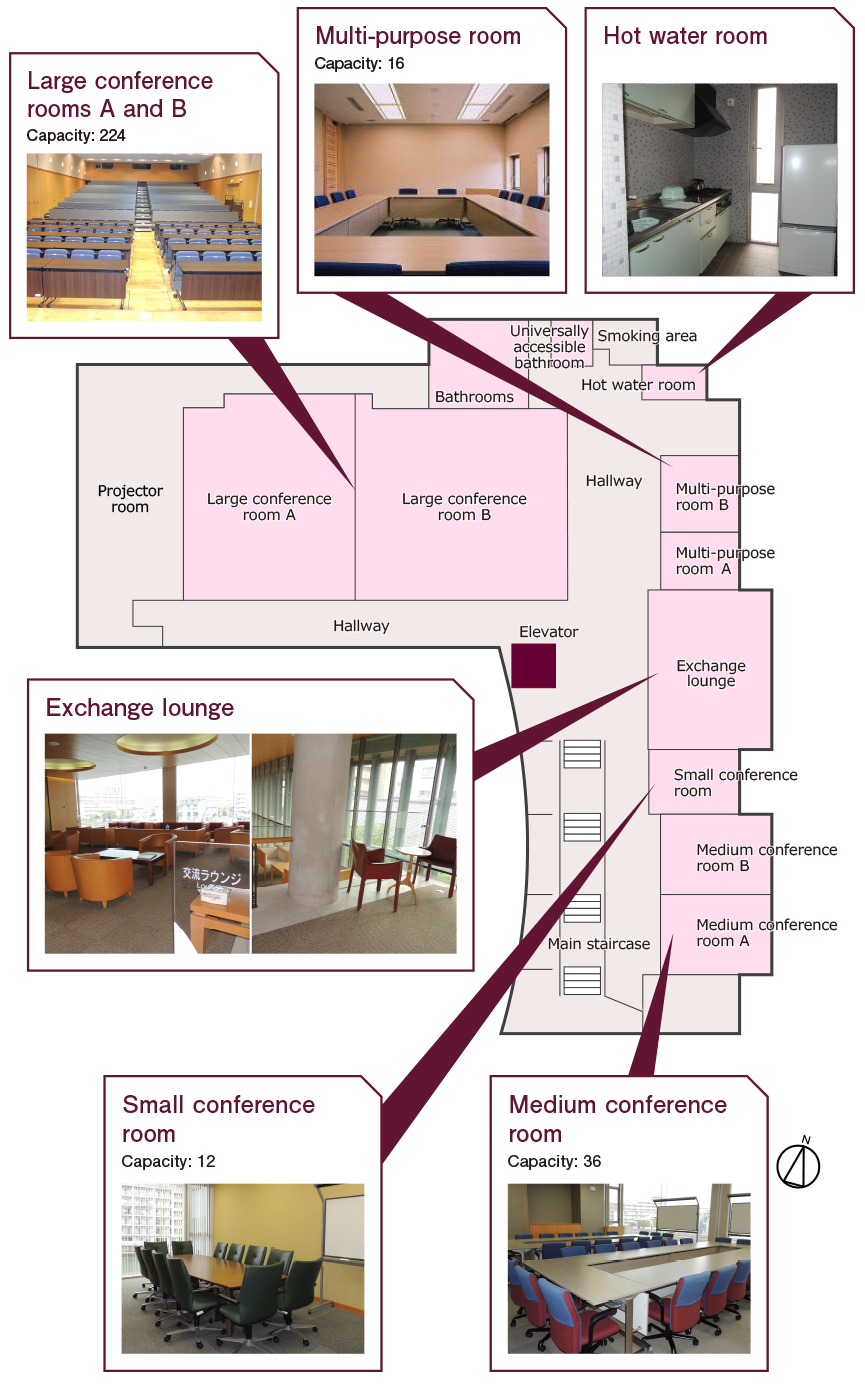 Multi-purpose room
Capacity: 16
Hot water room
Large conference
rooms A and B
Capacity: 224
Universally
accessible
bathroom
Smoking area
Bathrooms
Hot water room
Projector
room
Large conference
room A
Large conference
room B
Hallway
Multi-purpose
room B
Multi-purpose
room A
Hallway
Elevator
Exchange
lounge
Exchange lounge
交流ラウンジ
Small conference
room
Medium conference
room B
Medium conference
room A
Main staircase
Small conference
room
Capacity: 12
Medium conference
room
Capacity: 36
N